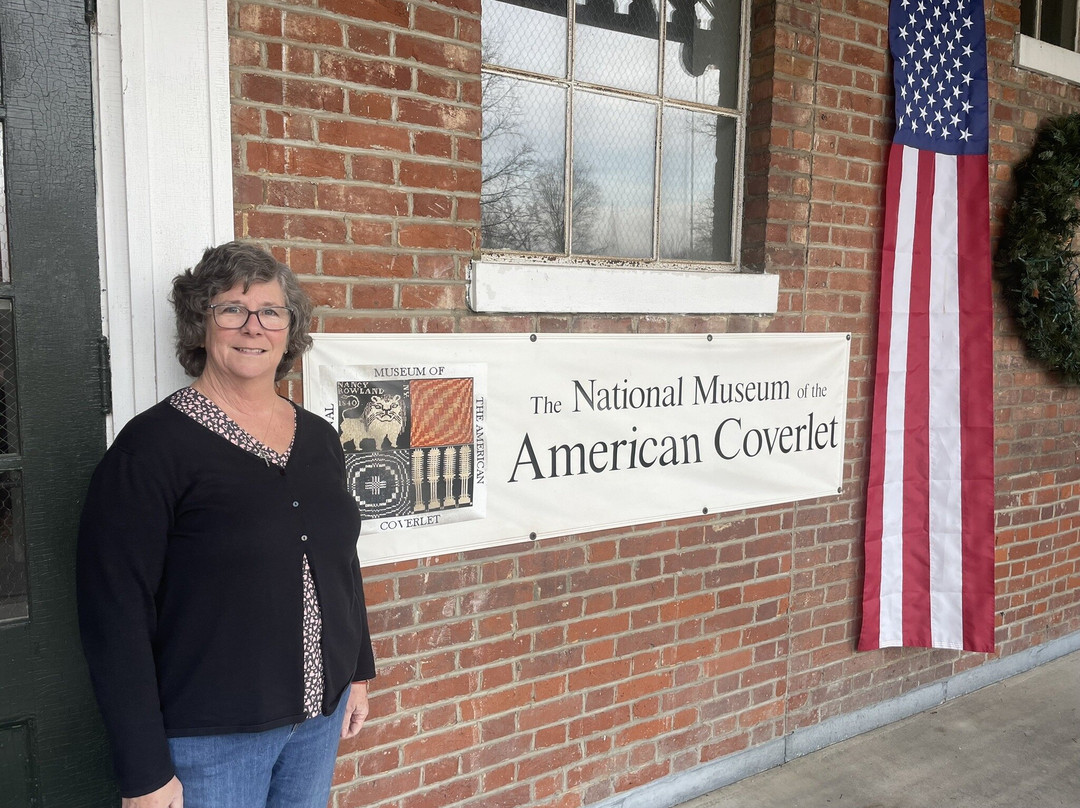 MUSEUM OF
NANCY
ROWLAND
1840
THE AMERICAN
COVERLET
The National Museum of the
American Coverlet